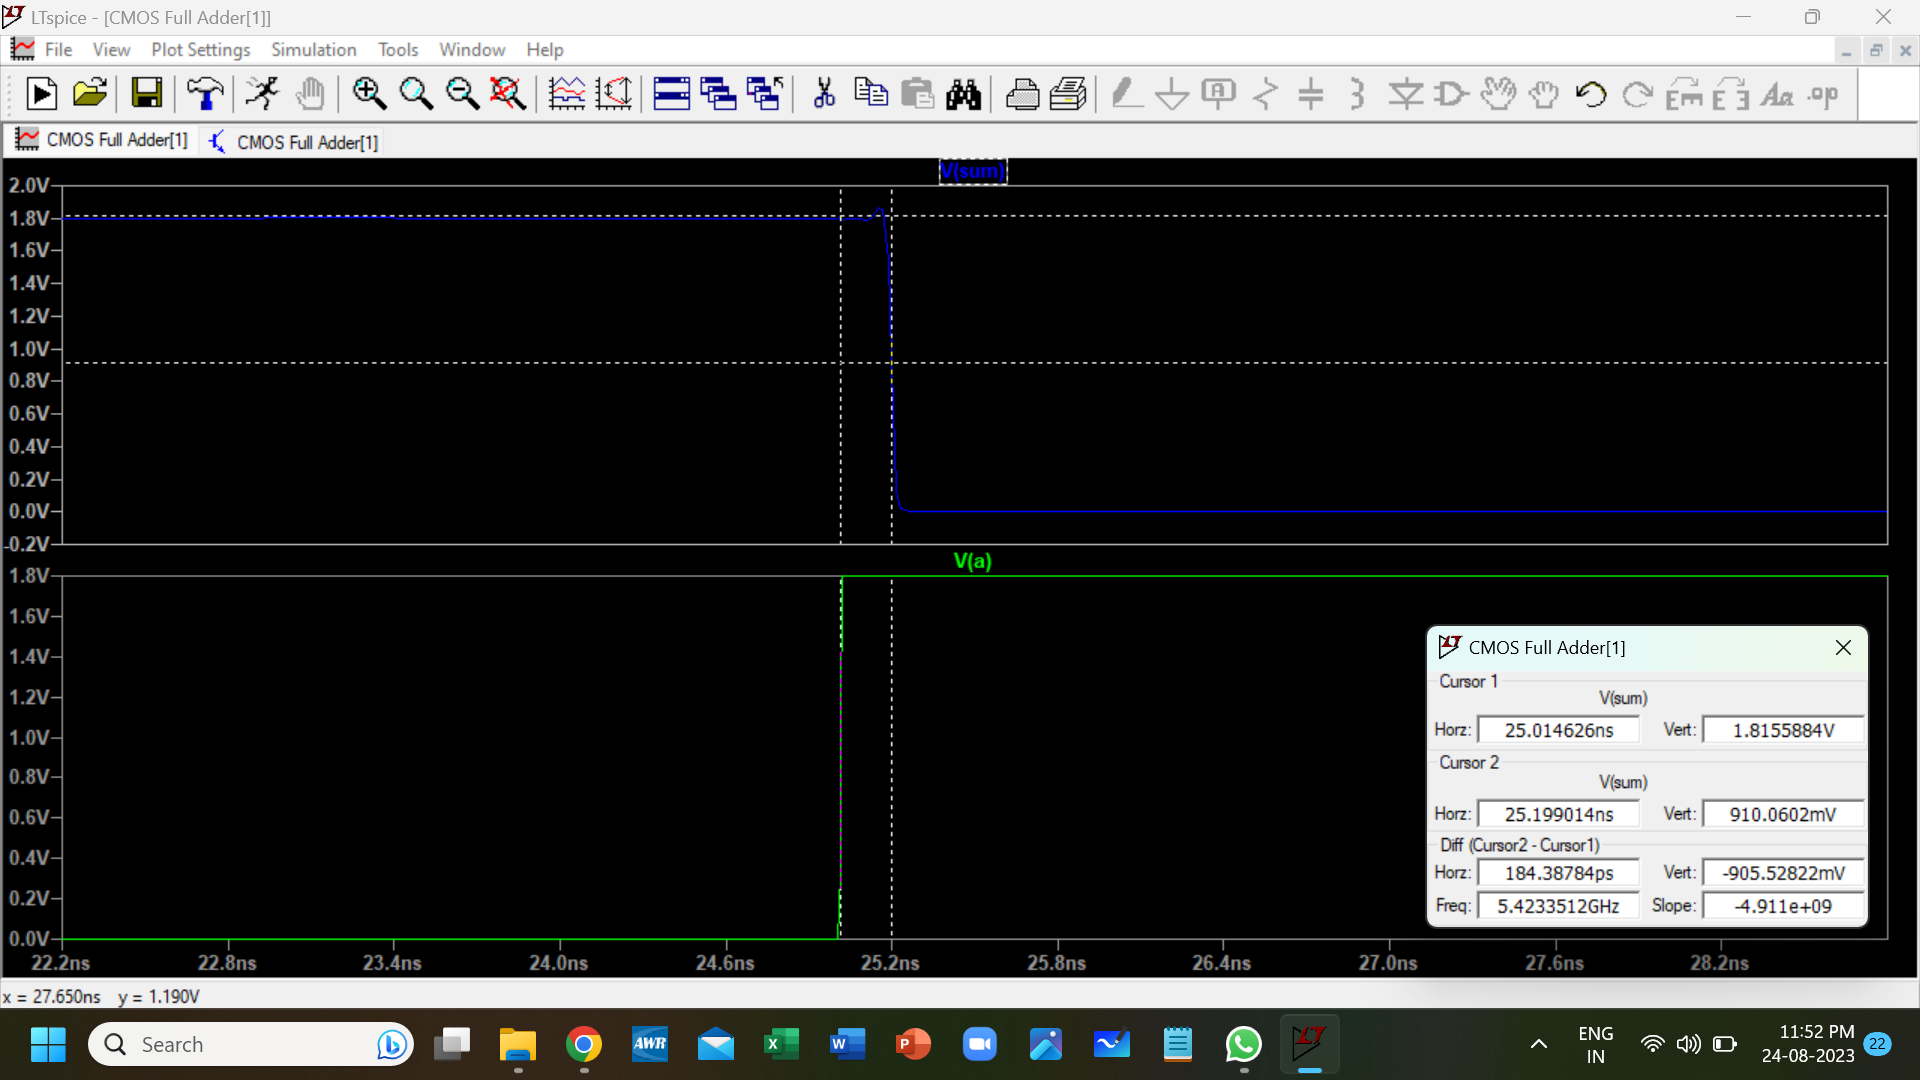 LTspice - [CMOS Full Adder[1]]
File View Plot Settings Simulation Tools Window Help
.op
CMOS Full Adder[1] CMOS Full Adder[1]
V(sum)
2.0V
1.8V
1.6V
1.4V
1.2V
1.0V
0.8V
0.6V
0.4V
0.2V
0.0V
-0.2V
V(a)
1.8V
1.6V
1.4V
1.2V
1.0V
0.8V
0.6V
0.4V
0.2V
0.0V
22.2ns 22.8ns 23.4ns 24.0ns 24.6ns 25.2ns 25.8ns 26.4ns 27.0ns 27.6ns 28.2ns
CMOS Full Adder[1]
Cursor 1
V(sum)
Horz: 25.014626ns Vert: 1.8155884V
Cursor 2
V(sum)
Horz: 25.199014ns Vert: 910.0602mV
Diff (Cursor2 - Cursor1)
Horz: 184.38784ps Vert: -905.52822mV
Freq: 5.4233512GHz Slope: -4.911e+09
x = 27.650ns y = 1.190V
Search
AWR
ENG
IN
11:52 PM
24-08-2023
22